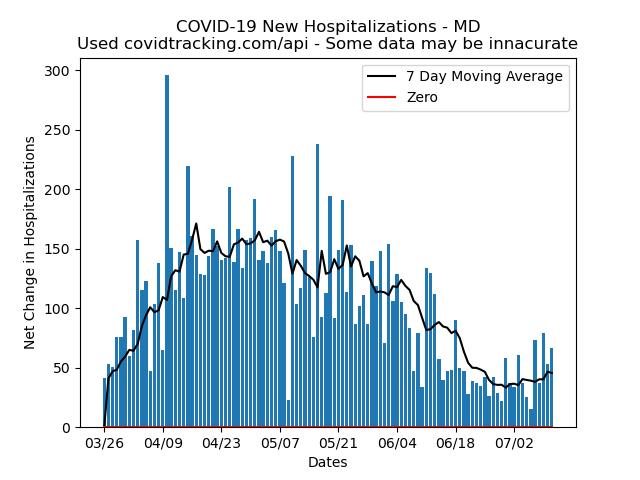 COVID-19 New Hospitalizations - MD
Used covidtracking.com/api - Some data may be innacurate
7 Day Moving Average
Zero
Net Change in Hospitalizations
300
250
200
150
100
50
0
03/26 04/09 04/23 05/07 05/21 06/04 06/18 07/02
Dates